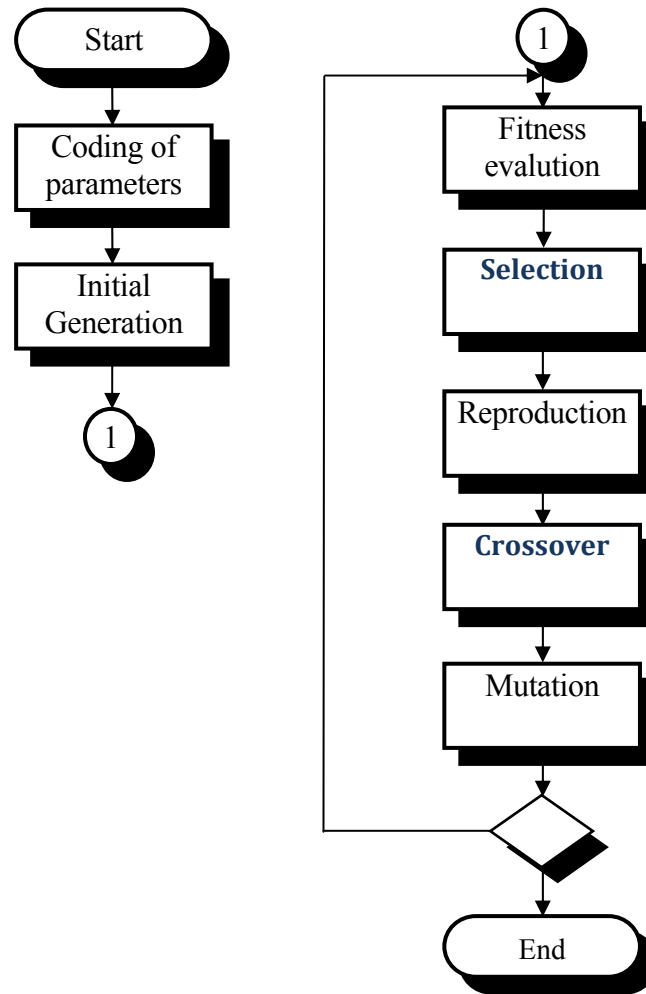 Start
Coding of
parameters
Initial
Generation
1
1
Fitness
evalution
Selection
Reproduction
Crossover
Mutation
End